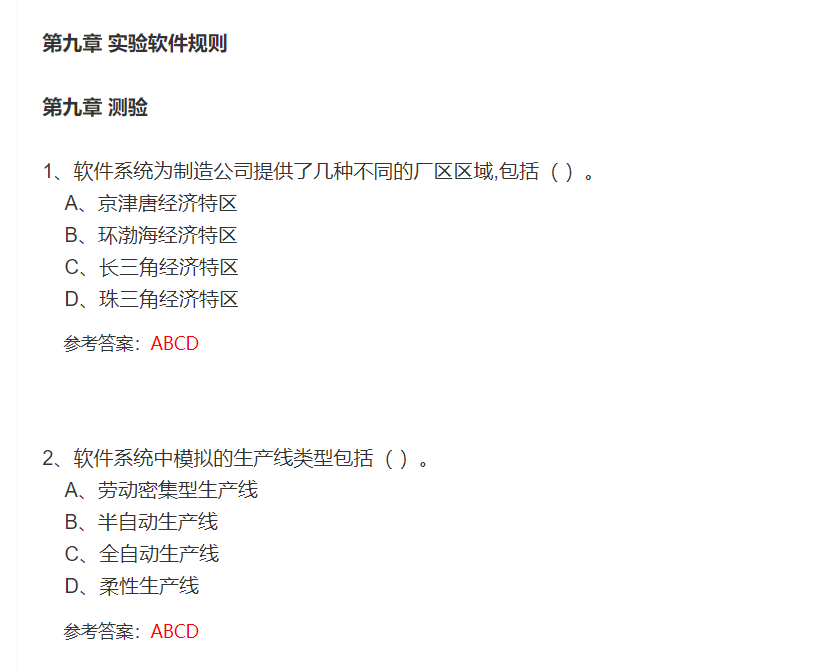 第九章 实验软件规则
第九章 测验
1、软件系统为制造公司提供了几种不同的厂区区域,包括（ ）。
A、京津唐经济特区
B、环渤海经济特区
C、长三角经济特区
D、珠三角经济特区
参考答案：ABCD
2、软件系统中模拟的生产线类型包括（ ）。
A、劳动密集型生产线
B、半自动生产线
C、全自动生产线
D、柔性生产线
参考答案：ABCD